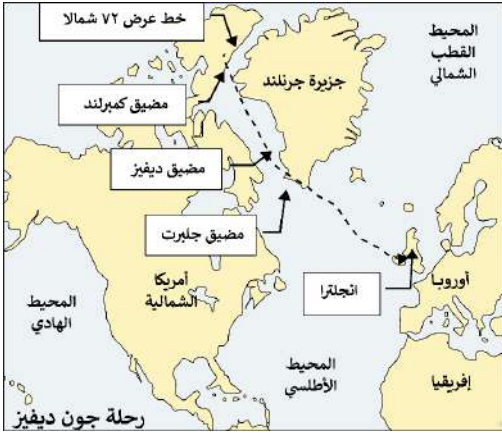 خط عرض ٧٢ شمالا
المحيط
القطب
الشمالي
جزيرة جرنلند
مضيق كمبرلند
مضيق ديفيز
مضيق جلبرت
انجلترا
أوروبا
أمريكا
الشمالية
المحيط
الهادي
المحيط
الأطلسي
إفريقيا
رحلة جون ديفيز